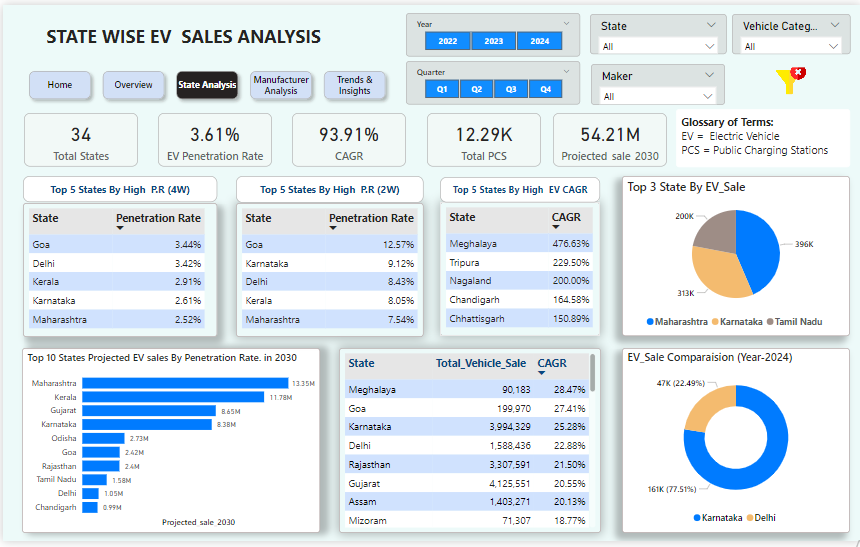 STATE WISE EV SALES ANALYSIS
Year
2022 2023 2024
Quarter
Q1 Q2 Q3 Q4
State
All
Vehicle Categ...
All
Maker
All
Home
Overview
State Analysis
Manufacturer
Analysis
Trends &
Insights
34
Total States
3.61%
EV Penetration Rate
93.91%
CAGR
12.29K
Total PCS
54.21M
Projected sale 2030
Glossary of Terms:
EV = Electric Vehicle
PCS = Public Charging Stations
Top 5 States By High P.R (4W)
State Penetration Rate
Goa 3.44%
Delhi 3.42%
Kerala 2.91%
Karnataka 2.61%
Maharashtra 2.52%
Top 5 States By High P.R (2W)
State Penetration Rate
Goa 12.57%
Karnataka 9.12%
Delhi 8.43%
Kerala 8.05%
Maharashtra 7.54%
Top 5 States By High EV CAGR
State CAGR
Meghalaya 476.63%
Tripura 229.50%
Nagaland 200.00%
Chandigarh 164.58%
Chhattisgarh 150.89%
Top 3 State By EV_Sale
200K
396K
313K
Maharashtra Karnataka Tamil Nadu
Top 10 States Projected EV sales By Penetration Rate. in 2030
Maharashtra 13.35M
Kerala 11.78M
Gujarat 8.65M
Karnataka 8.38M
Odisha 2.73M
Goa 2.42M
Rajasthan 2.4M
Tamil Nadu 1.58M
Delhi 1.05M
Chandigarh 0.99M
Projected sale 2030
State Total_Vehicle_Sale CAGR
Meghalaya 90,183 28.47%
Goa 199,970 27.41%
Karnataka 3,994,329 25.28%
Delhi 1,588,436 22.88%
Rajasthan 3,307,591 21.50%
Gujarat 4,125,551 20.55%
Assam 1,403,271 20.13%
Mizoram 71,307 18.77%
EV_Sale Comparaision (Year-2024)
47K (22.49%)
161K (77.51%)
Karnataka Delhi